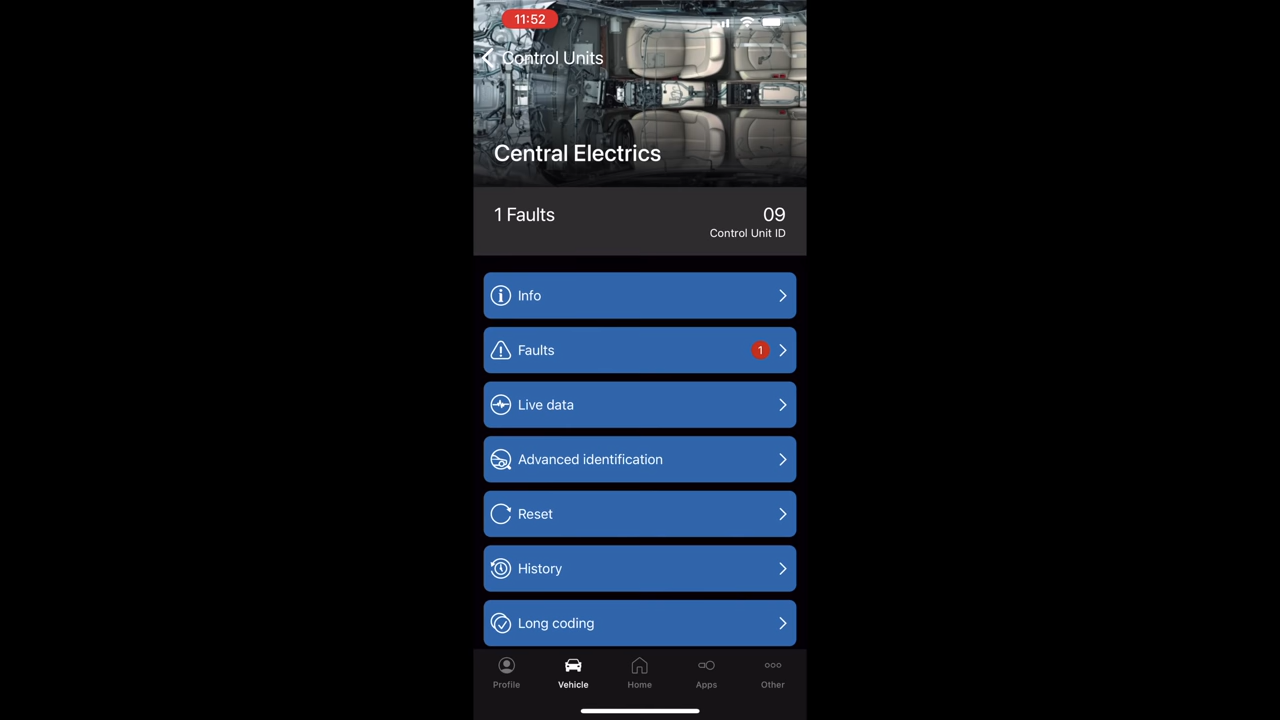 11:52
Control Units
Central Electrics
1 Faults
09
Control Unit ID
Info
Faults
1
Live data
Advanced identification
Reset
History
Long coding
Profile
Vehicle
Home
Apps
Other